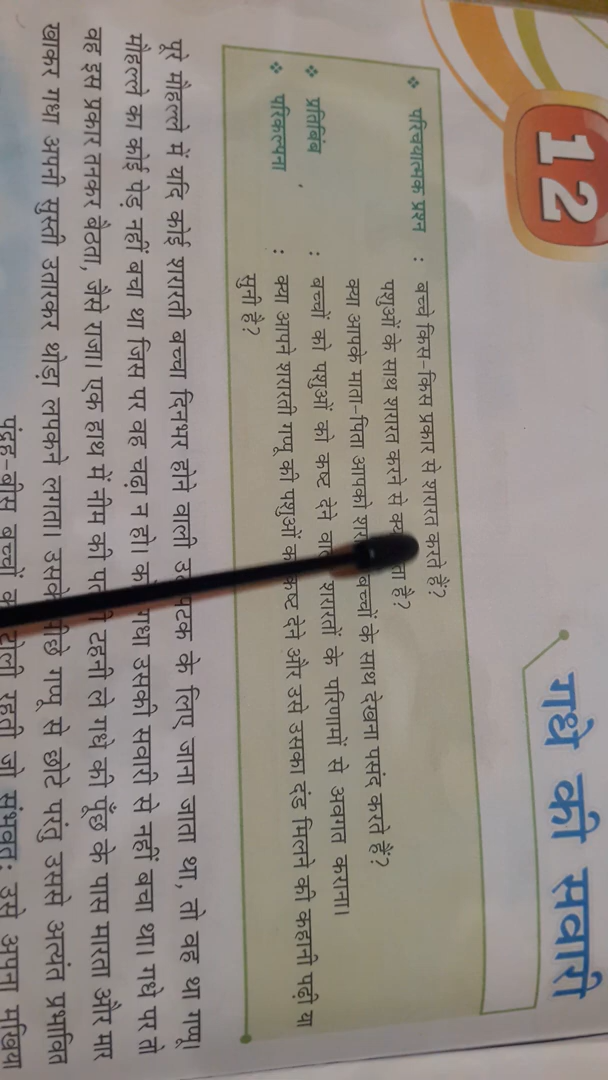 12
गधे की सवारी
❖ परिचयात्मक प्रश्न : बच्चे किस-किस प्रकार से शरारत करते हैं?
पशुओं के साथ शरारत करने से है?
क्या आपके माता-पिता आपको बच्चों के साथ देखना पसंद करते हैं?
❖ प्रतिबिंब : बच्चों को पशुओं को कष्ट देने शरारतों के परिणामों से अवगत कराना।
❖ परिकल्पना : क्या आपने शरारती गप्पू की पशुओं को कष्ट देने और उसे उसका दंड मिलने की कहानी पढ़ी या
सुनी है?
पूरे मौहल्ले में यदि कोई शरारती बच्चा दिनभर होने वाली के लिए जाना जाता था, तो वह था गप्पू।
मौहल्ले का कोई पेड़ नहीं बचा था जिस पर वह चढ़ा न हो। गधा उसकी सवारी से नहीं बचा था। गधे पर तो
वह इस प्रकार तनकर बैठता, जैसे राजा। एक हाथ में नीम की टहनी ले गधे की पूँछ के पास मारता और मार
खाकर गधा अपनी सुस्ती उतारकर थोड़ा लपकने लगता। उसके पीछे गप्पू से छोटे परंतु उससे अत्यंत प्रभावित
पंद्रह-बीस बच्चों की टोली रहती जो संभवतः उसे अपना मुखिया